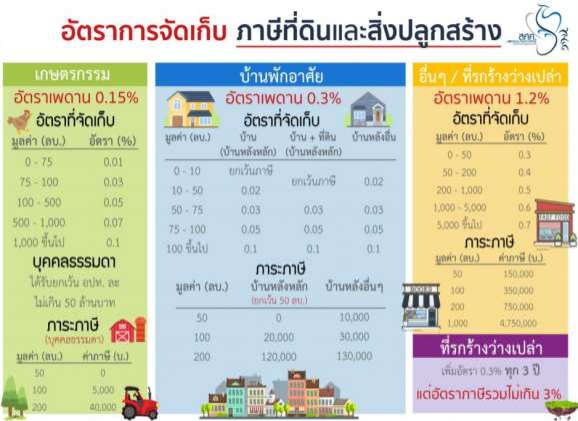 อัตราการจัดเก็บ ภาษีที่ดินและสิ่งปลูกสร้าง
สศค.
เกษตรกรรม
อัตราเพดาน 0.15%
อัตราที่จัดเก็บ
มูลค่า (ลบ.) อัตรา (%)
0 - 75 0.01
75 - 100 0.03
100 - 500 0.05
500 - 1,000 0.07
1,000 ขึ้นไป 0.1
บุคคลธรรมดา
ได้รับยกเว้น อปท. ละ
ไม่เกิน 50 ล้านบาท
ภาระภาษี
(บุคคลธรรมดา)
มูลค่า (ลบ.) ค่าภาษี (บ.)
50 0
100 5,000
200 40,000
บ้านพักอาศัย
อัตราเพดาน 0.3%
อัตราที่จัดเก็บ
มูลค่า (ลบ.) บ้าน บ้าน + ที่ดิน บ้านหลังอื่น
(บ้านหลังหลัก) (บ้านหลังหลัก)
0 - 10 ยกเว้นภาษี ยกเว้นภาษี 0.02
10 - 50 0.02
50 - 75 0.03 0.03 0.03
75 - 100 0.05 0.05 0.05
100 ขึ้นไป 0.1 0.1 0.1
ภาระภาษี
มูลค่า (ลบ.) บ้านหลังหลัก บ้านหลังอื่นๆ
(ยกเว้น 50 ลบ.)
50 0 10,000
100 20,000 30,000
200 120,000 130,000
อื่นๆ / ที่รกร้างว่างเปล่า
อัตราเพดาน 1.2%
อัตราที่จัดเก็บ
มูลค่า (ลบ.) อัตรา (%)
0 - 50 0.3
50 - 200 0.4
200 - 1,000 0.5
1,000 - 5,000 0.6
5,000 ขึ้นไป 0.7
FAST FOOD
ภาระภาษี
มูลค่า (ลบ.) ค่าภาษี (บ.)
50 150,000
100 350,000
200 750,000
1,000 4,750,000
BOOKS
ที่รกร้างว่างเปล่า
เพิ่มอัตรา 0.3% ทุก 3 ปี
แต่อัตราภาษีรวมไม่เกิน 3%